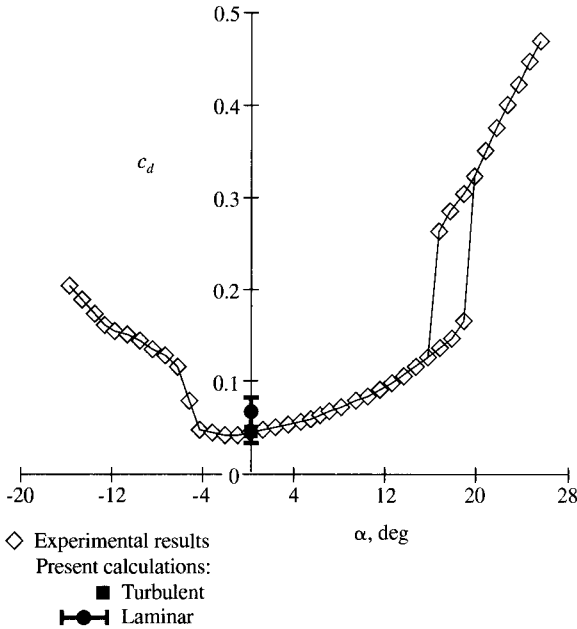 0.5
0.4
c_d
0.3
0.2
0.1
0
-20 -12 -4 4 12 20 28
α, deg
Experimental results
Present calculations:
Turbulent
Laminar